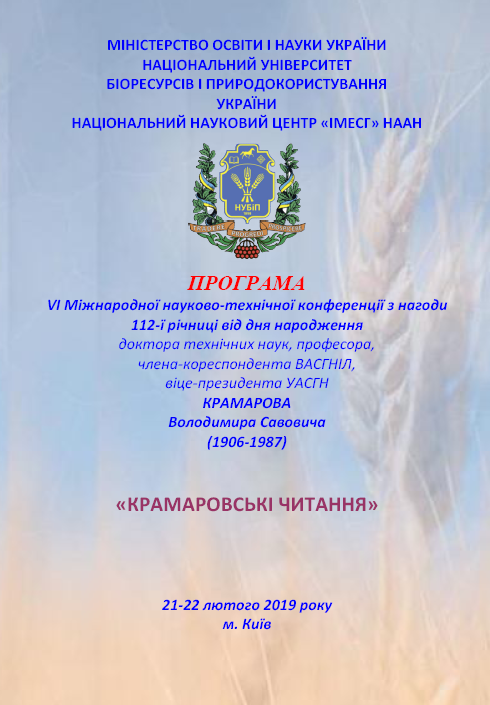 МІНІСТЕРСТВО ОСВІТИ І НАУКИ УКРАЇНИ
НАЦІОНАЛЬНИЙ УНІВЕРСИТЕТ
БІОРЕСУРСІВ І ПРИРОДОКОРИСТУВАННЯ
УКРАЇНИ
НАЦІОНАЛЬНИЙ НАУКОВИЙ ЦЕНТР «ІМЕСГ» НААН
НУБіП
ПРОГРАМА
VI Міжнародної науково-технічної конференції з нагоди
112-ї річниці від дня народження
доктора технічних наук, професора,
члена-кореспондента ВАСГНІЛ,
віце-президента УАСГН
КРАМАРОВА
Володимира Савовича
(1906-1987)
«КРАМАРОВСЬКІ ЧИТАННЯ»
21-22 лютого 2019 року
м. Київ